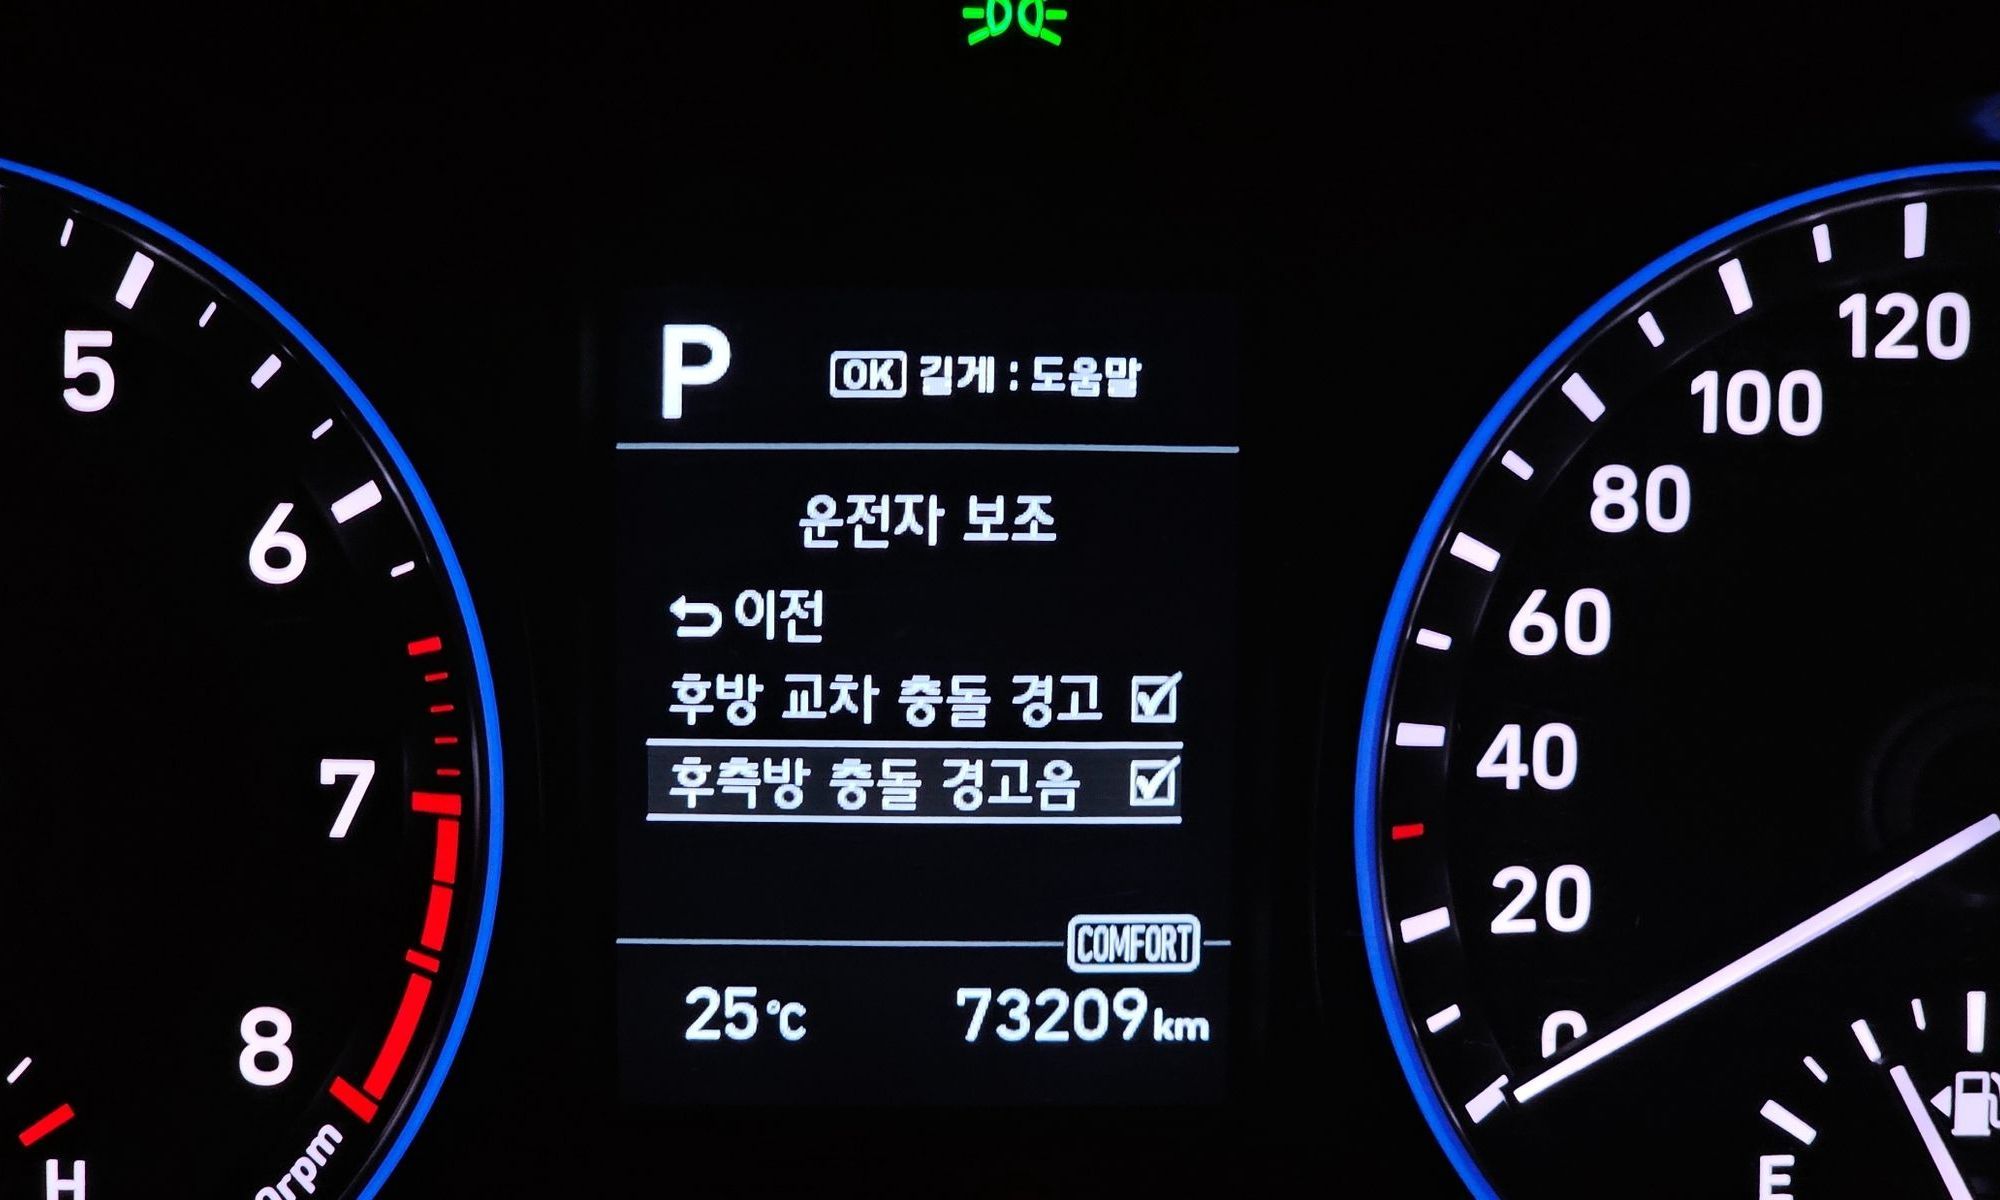 P
OK 길게 : 도움말
운전자 보조
이전
후방 교차 충돌 경고
후측방 충돌 경고음
COMFORT
25℃ 73209km
5
6
7
8
H
0rpm
120
100
80
60
40
20
0
E